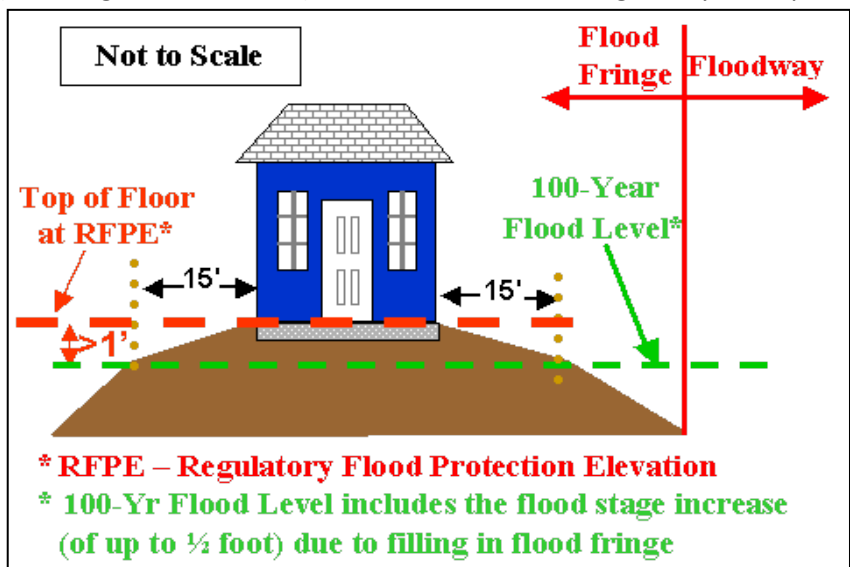 Not to Scale
Flood
Fringe
Floodway
Top of Floor
at RFPE*
100-Year
Flood Level*
15'
15'
>1'
* RFPE – Regulatory Flood Protection Elevation
* 100-Yr Flood Level includes the flood stage increase
(of up to ½ foot) due to filling in flood fringe